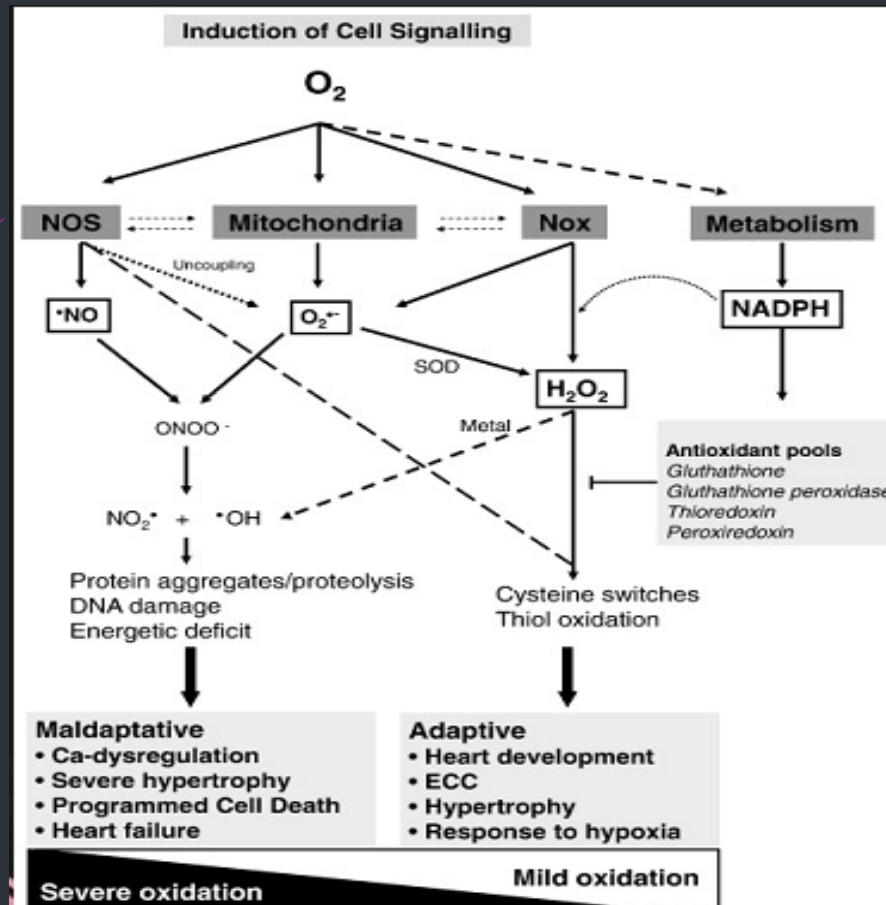 Induction of Cell Signalling
O₂
NOS
Mitochondria
Nox
Metabolism
Uncoupling
•NO
O₂•-
NADPH
SOD
H₂O₂
ONOO -
Metal
Antioxidant pools
Gluthathione
Gluthathione peroxidase
Thioredoxin
Peroxiredoxin
NO₂• + •OH
Protein aggregates/proteolysis
DNA damage
Energetic deficit
Cysteine switches
Thiol oxidation
Maldaptative
• Ca-dysregulation
• Severe hypertrophy
• Programmed Cell Death
• Heart failure
Adaptive
• Heart development
• ECC
• Hypertrophy
• Response to hypoxia
Severe oxidation
Mild oxidation